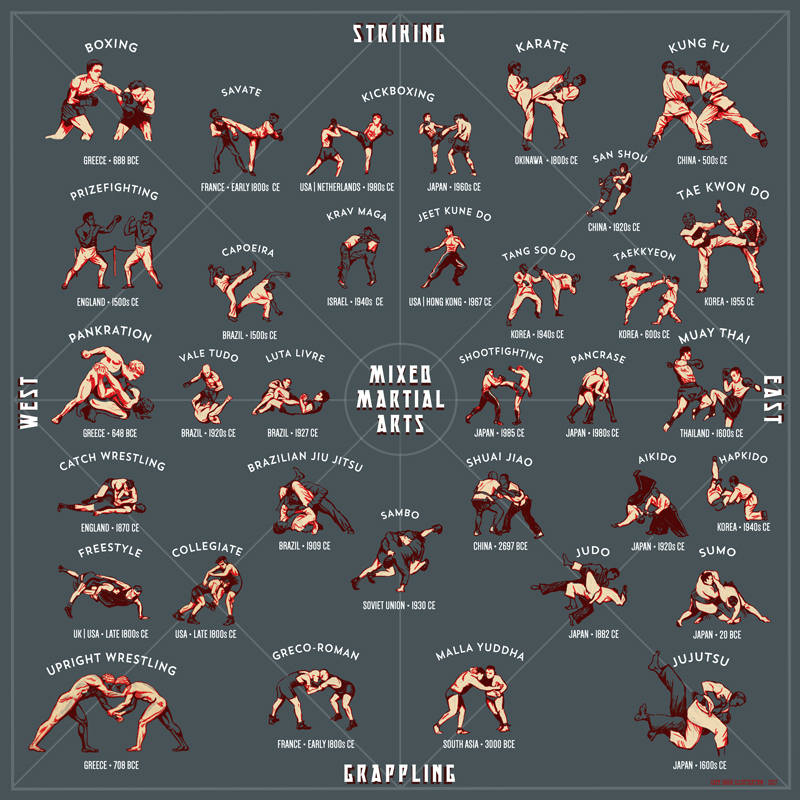 STRIKING
BOXING
GREECE • 688 BCE
SAVATE
FRANCE • EARLY 1800s CE
KICKBOXING
USA | NETHERLANDS • 1980s CE
JAPAN • 1960s CE
KARATE
OKINAWA • 1800s CE
KUNG FU
CHINA • 500s CE
SAN SHOU
CHINA • 1920s CE
PRIZEFIGHTING
ENGLAND • 1500s CE
CAPOEIRA
BRAZIL • 1500s CE
KRAV MAGA
ISRAEL • 1940s CE
JEET KUNE DO
USA | HONG KONG • 1967 CE
TANG SOO DO
KOREA • 1940s CE
TAEKKYEON
KOREA • 600s CE
TAE KWON DO
KOREA • 1955 CE
WEST
PANKRATION
GREECE • 648 BCE
VALE TUDO
BRAZIL • 1920s CE
LUTA LIVRE
BRAZIL • 1927 CE
MIXED
MARTIAL
ARTS
SHOOTFIGHTING
JAPAN • 1985 CE
PANCRASE
JAPAN • 1980s CE
MUAY THAI
THAILAND • 1600s CE
EAST
CATCH WRESTLING
ENGLAND • 1870 CE
BRAZILIAN JIU JITSU
BRAZIL • 1909 CE
SAMBO
SOVIET UNION • 1930 CE
SHUAI JIAO
CHINA • 2697 BCE
AIKIDO
JAPAN • 1920s CE
HAPKIDO
KOREA • 1940s CE
FREESTYLE
UK | USA • LATE 1800s CE
COLLEGIATE
USA • LATE 1800s CE
JUDO
JAPAN • 1882 CE
SUMO
JAPAN • 20 BCE
UPRIGHT WRESTLING
GREECE • 708 BCE
GRECO-ROMAN
FRANCE • EARLY 1800s CE
MALLA YUDDHA
SOUTH ASIA • 3000 BCE
JUJUTSU
JAPAN • 1600s CE
GRAPPLING